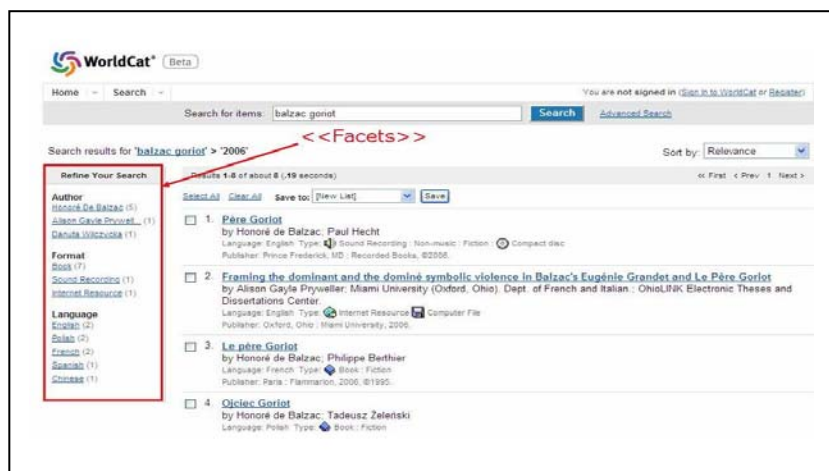 WorldCat® Beta
Home Search You are not signed in (Sign in to WorldCat or Register)
Search for items: balzac goriot Search Advanced Search
<<Facets>>
Search results for 'balzac goriot' > '2006' Sort by: Relevance
Refine Your Search
Results 1-8 of about 8 (.19 seconds) « First < Prev 1 Next >
Select All Clear All Save to: [New List] Save
Author
Honoré De Balzac (5)
Alison Gayle Prywell... (1)
Danuta Wilczycka (1)
Format
Book (7)
Sound Recording (1)
Internet Resource (1)
Language
English (2)
Polish (2)
French (2)
Spanish (1)
Chinese (1)
1. Père Goriot
by Honoré de Balzac; Paul Hecht
Language: English Type: Sound Recording : Non-music : Fiction : Compact disc
Publisher: Prince Frederick, MD : Recorded Books, ©2006.
2. Framing the dominant and the dominé symbolic violence in Balzac's Eugénie Grandet and Le Père Goriot
by Alison Gayle Pryweller; Miami University (Oxford, Ohio). Dept. of French and Italian.; OhioLINK Electronic Theses and
Dissertations Center.
Language: English Type: Internet Resource Computer File
Publisher: Oxford, Ohio : Miami University, 2006.
3. Le père Goriot
by Honoré de Balzac; Philippe Berthier
Language: French Type: Book : Fiction
Publisher: Paris : Flammarion, 2006, ©1995.
4. Ojciec Goriot
by Honoré de Balzac; Tadeusz Żeleński
Language: Polish Type: Book : Fiction